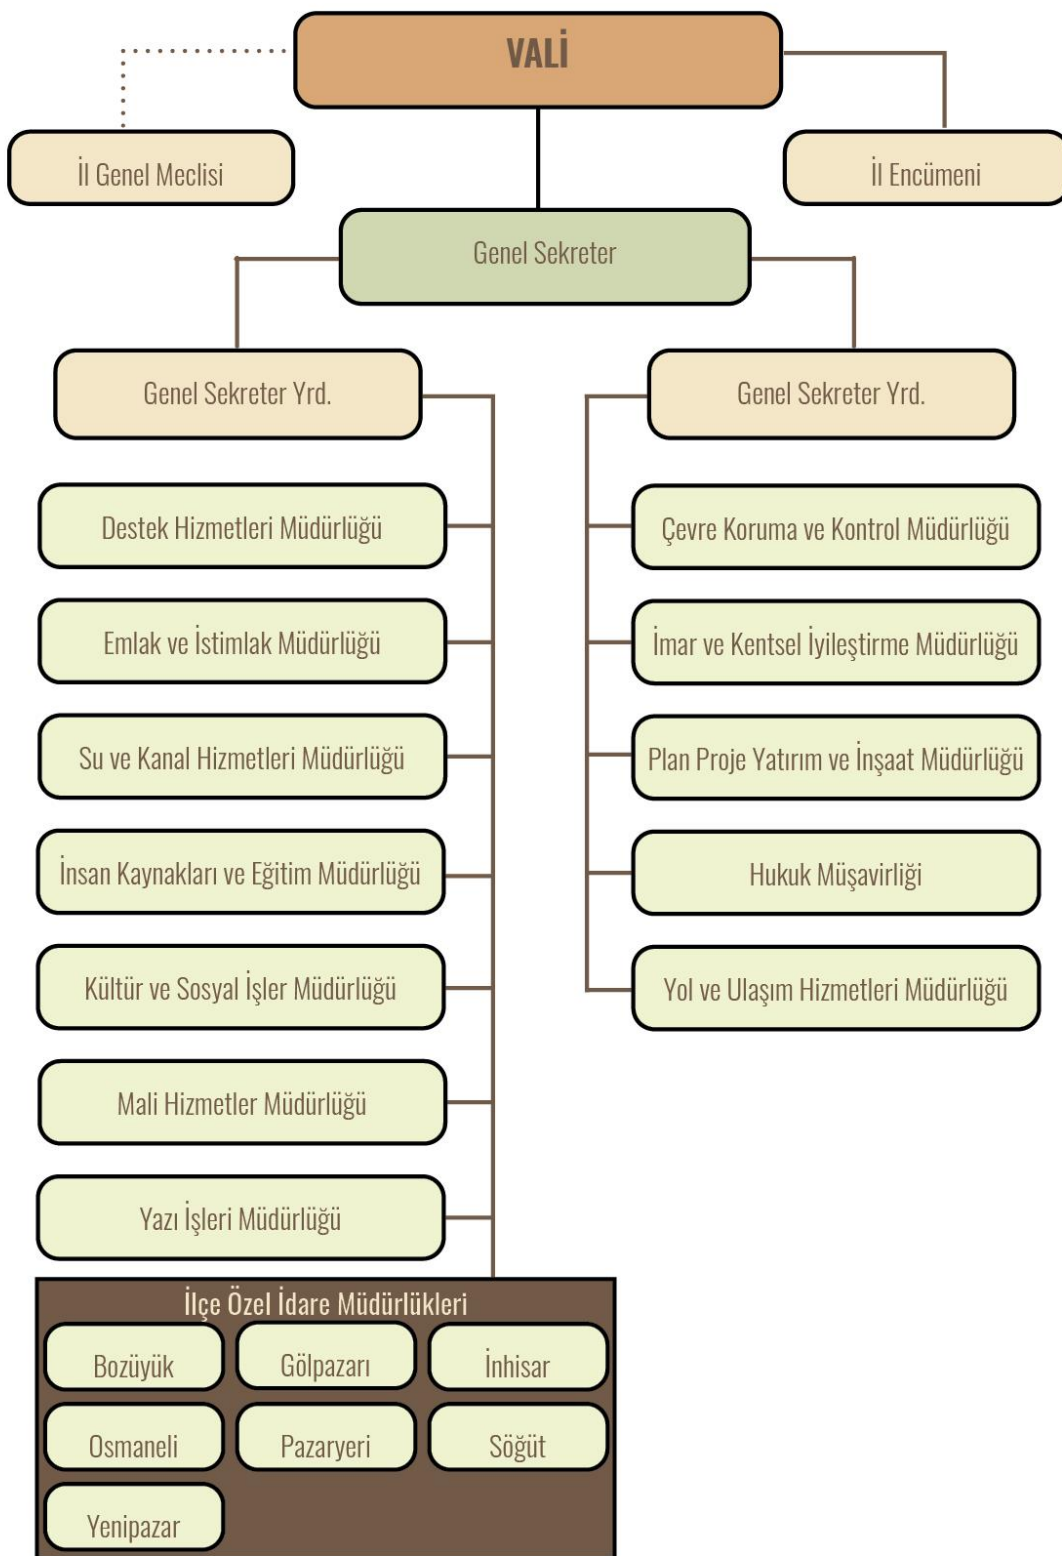 VALİ
İl Genel Meclisi
İl Encümeni
Genel Sekreter
Genel Sekreter Yrd.
Genel Sekreter Yrd.
Destek Hizmetleri Müdürlüğü
Emlak ve İstimlak Müdürlüğü
Su ve Kanal Hizmetleri Müdürlüğü
İnsan Kaynakları ve Eğitim Müdürlüğü
Kültür ve Sosyal İşler Müdürlüğü
Mali Hizmetler Müdürlüğü
Yazı İşleri Müdürlüğü
Çevre Koruma ve Kontrol Müdürlüğü
İmar ve Kentsel İyileştirme Müdürlüğü
Plan Proje Yatırım ve İnşaat Müdürlüğü
Hukuk Müşavirliği
Yol ve Ulaşım Hizmetleri Müdürlüğü
İlçe Özel İdare Müdürlükleri
Bozüyük
Gölpazarı
İnhisar
Osmaneli
Pazaryeri
Söğüt
Yenipazar